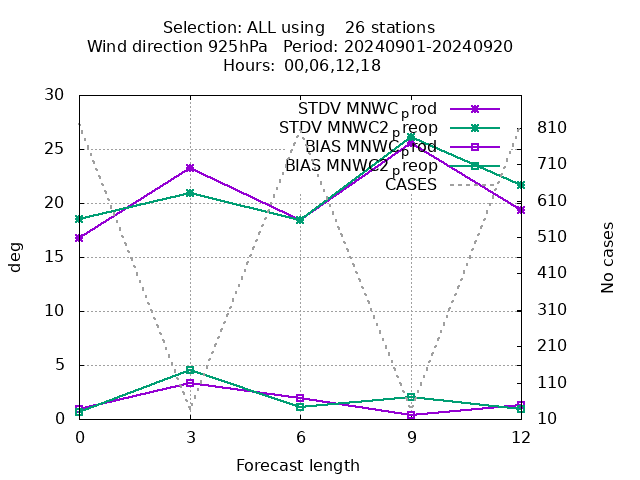 Selection: ALL using    26 stations
Wind direction 925hPa   Period: 20240901-20240920
Hours:  00,06,12,18
STDV MNWC_prod
STDV MNWC2_preop
BIAS MNWC_prod
BIAS MNWC2_preop
CASES
30
25
20
15
10
5
0
810
710
610
510
410
310
210
110
10
deg
No cases
0 3 6 9 12
Forecast length